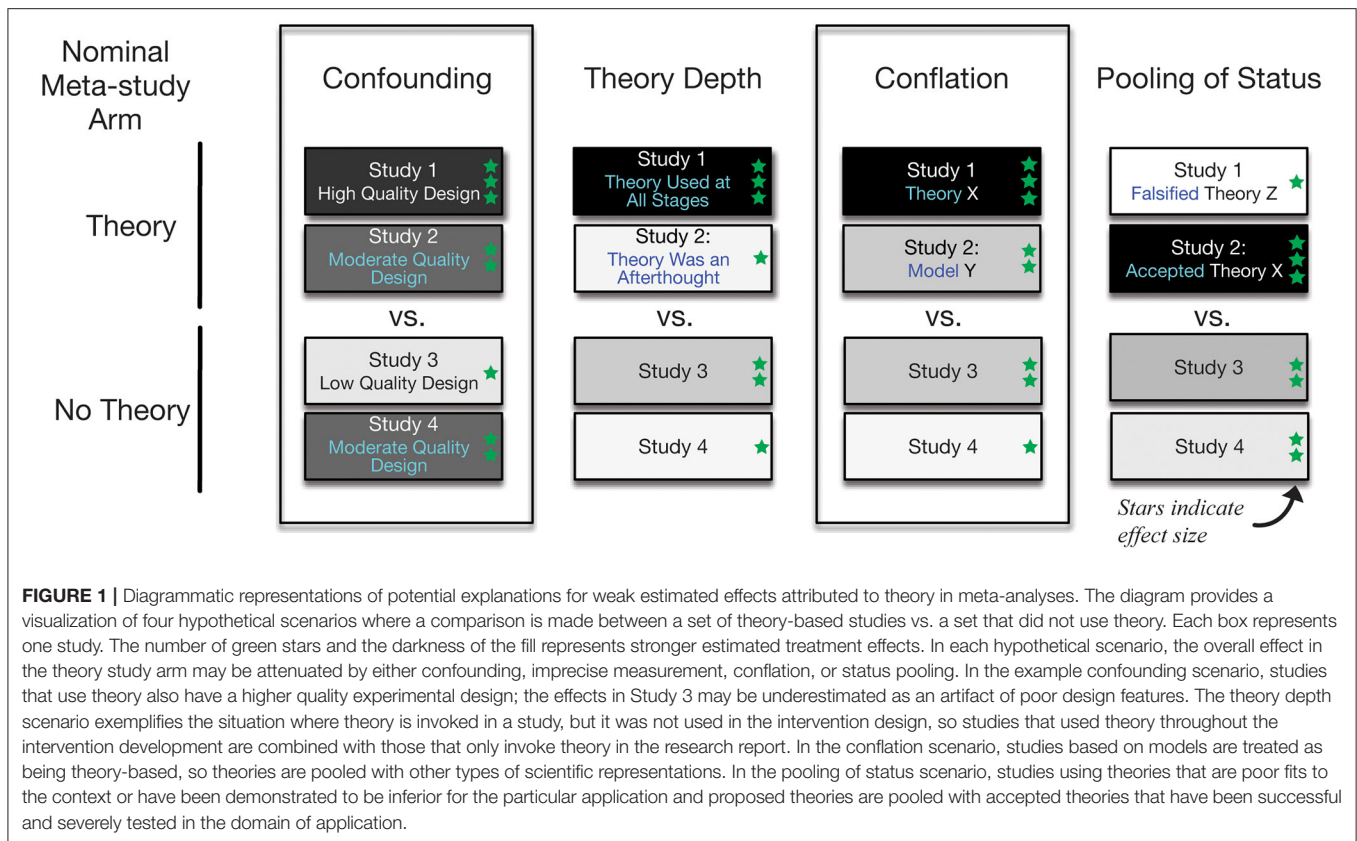 Nominal
Meta-study
Arm
Confounding
Theory Depth
Conflation
Pooling of Status
Theory
Study 1
High Quality Design
Study 2
Moderate Quality
Design
vs.
Study 3
Low Quality Design
Study 4
Moderate Quality
Design
Study 1
Theory Used at
All Stages
Study 2:
Theory Was an
Afterthought
vs.
Study 3
Study 4
Study 1
Theory X
Study 2:
Model Y
vs.
Study 3
Study 4
Study 1
Falsified Theory Z
Study 2:
Accepted Theory X
vs.
Study 3
Study 4
No Theory
Stars indicate
effect size
FIGURE 1 | Diagrammatic representations of potential explanations for weak estimated effects attributed to theory in meta-analyses. The diagram provides a
visualization of four hypothetical scenarios where a comparison is made between a set of theory-based studies vs. a set that did not use theory. Each box represents
one study. The number of green stars and the darkness of the fill represents stronger estimated treatment effects. In each hypothetical scenario, the overall effect in
the theory study arm may be attenuated by either confounding, imprecise measurement, conflation, or status pooling. In the example confounding scenario, studies
that use theory also have a higher quality experimental design; the effects in Study 3 may be underestimated as an artifact of poor design features. The theory depth
scenario exemplifies the situation where theory is invoked in a study, but it was not used in the intervention design, so studies that used theory throughout the
intervention development are combined with those that only invoke theory in the research report. In the conflation scenario, studies based on models are treated as
being theory-based, so theories are pooled with other types of scientific representations. In the pooling of status scenario, studies using theories that are poor fits to
the context or have been demonstrated to be inferior for the particular application and proposed theories are pooled with accepted theories that have been successful
and severely tested in the domain of application.